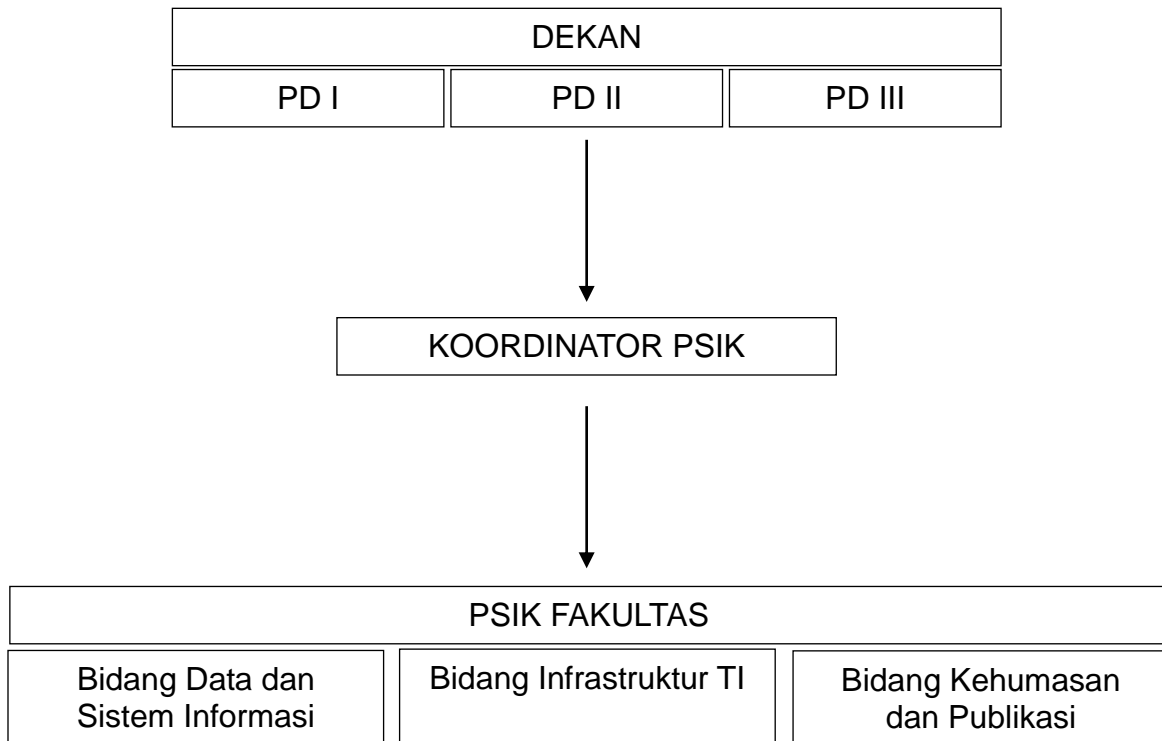 DEKAN
PD I
PD II
PD III
KOORDINATOR PSIK
PSIK FAKULTAS
Bidang Data dan
Sistem Informasi
Bidang Infrastruktur TI
Bidang Kehumasan
dan Publikasi